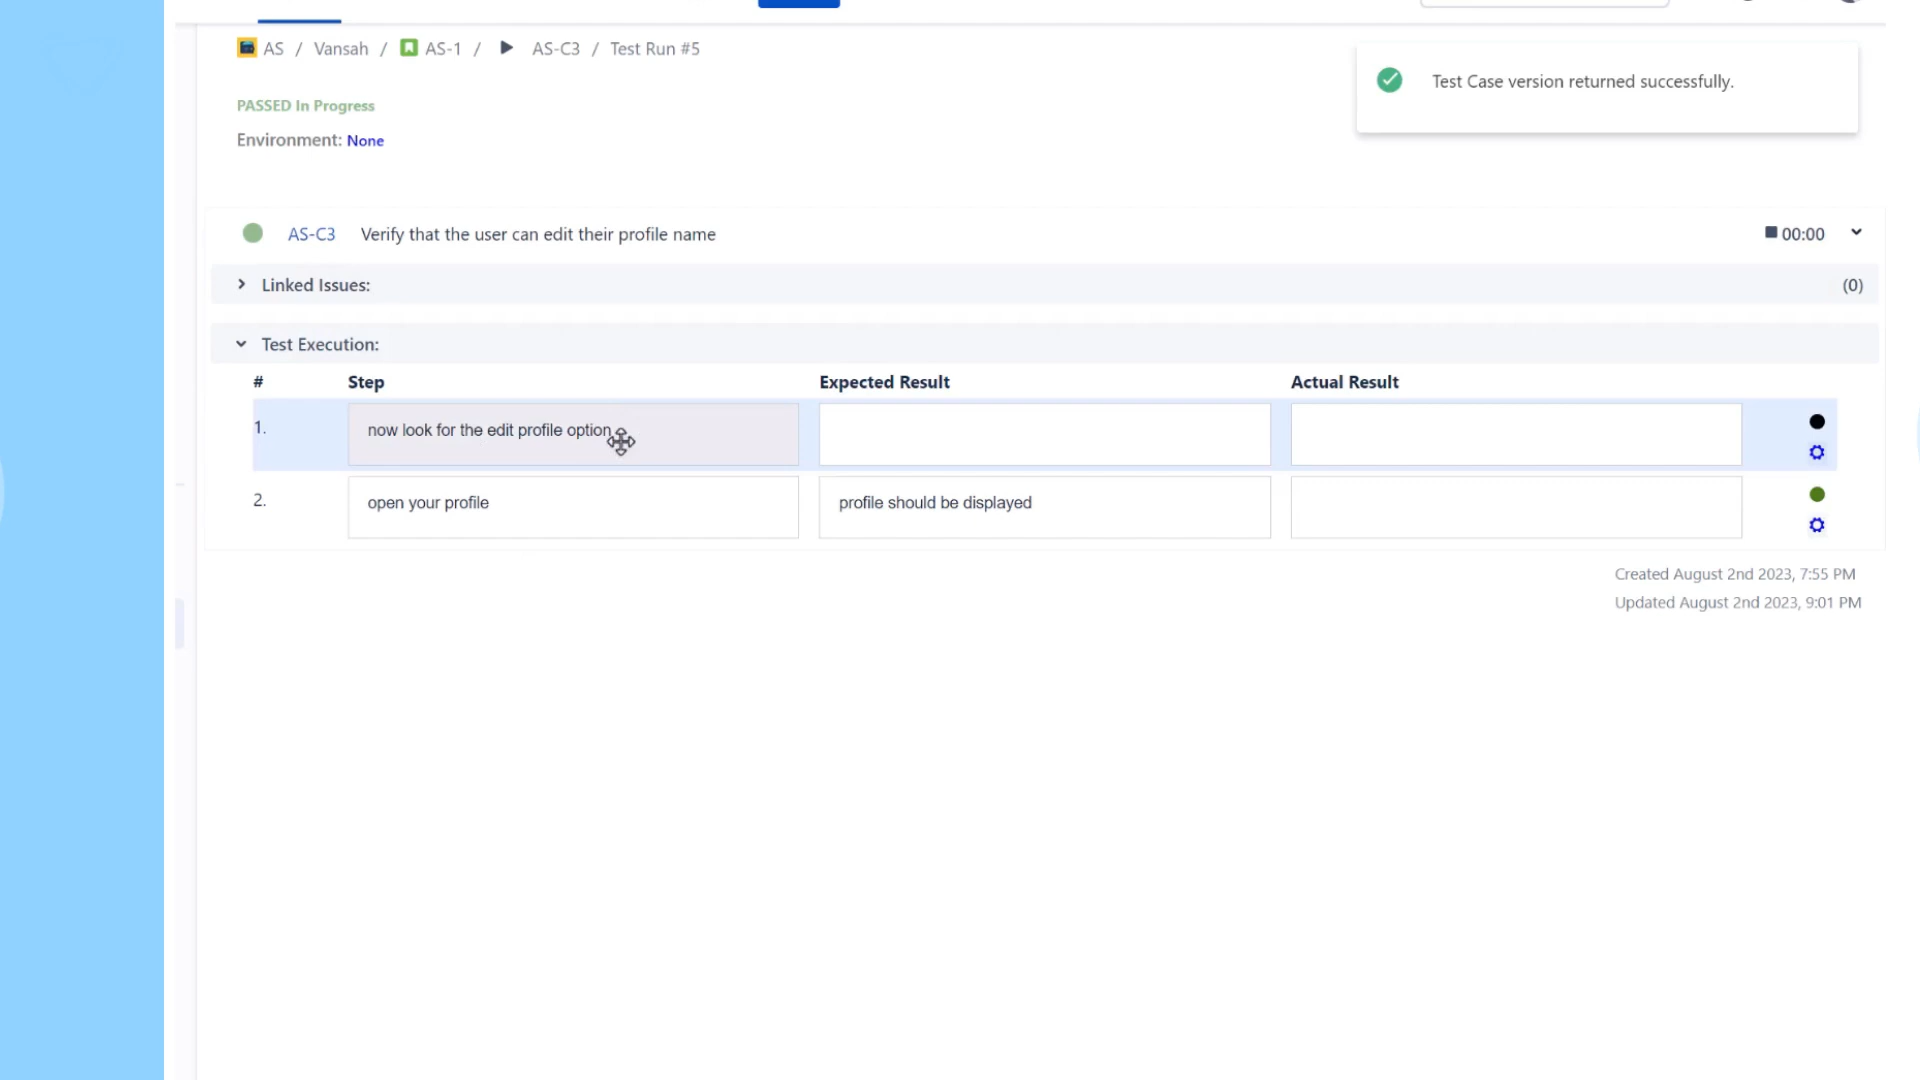 AS / Vansah / AS-1 / AS-C3 / Test Run #5
Test Case version returned successfully.
PASSED In Progress
Environment: None
AS-C3 Verify that the user can edit their profile name 00:00
Linked Issues: (0)
Test Execution:
# Step Expected Result Actual Result
1. now look for the edit profile option
2. open your profile profile should be displayed
Created August 2nd 2023, 7:55 PM
Updated August 2nd 2023, 9:01 PM